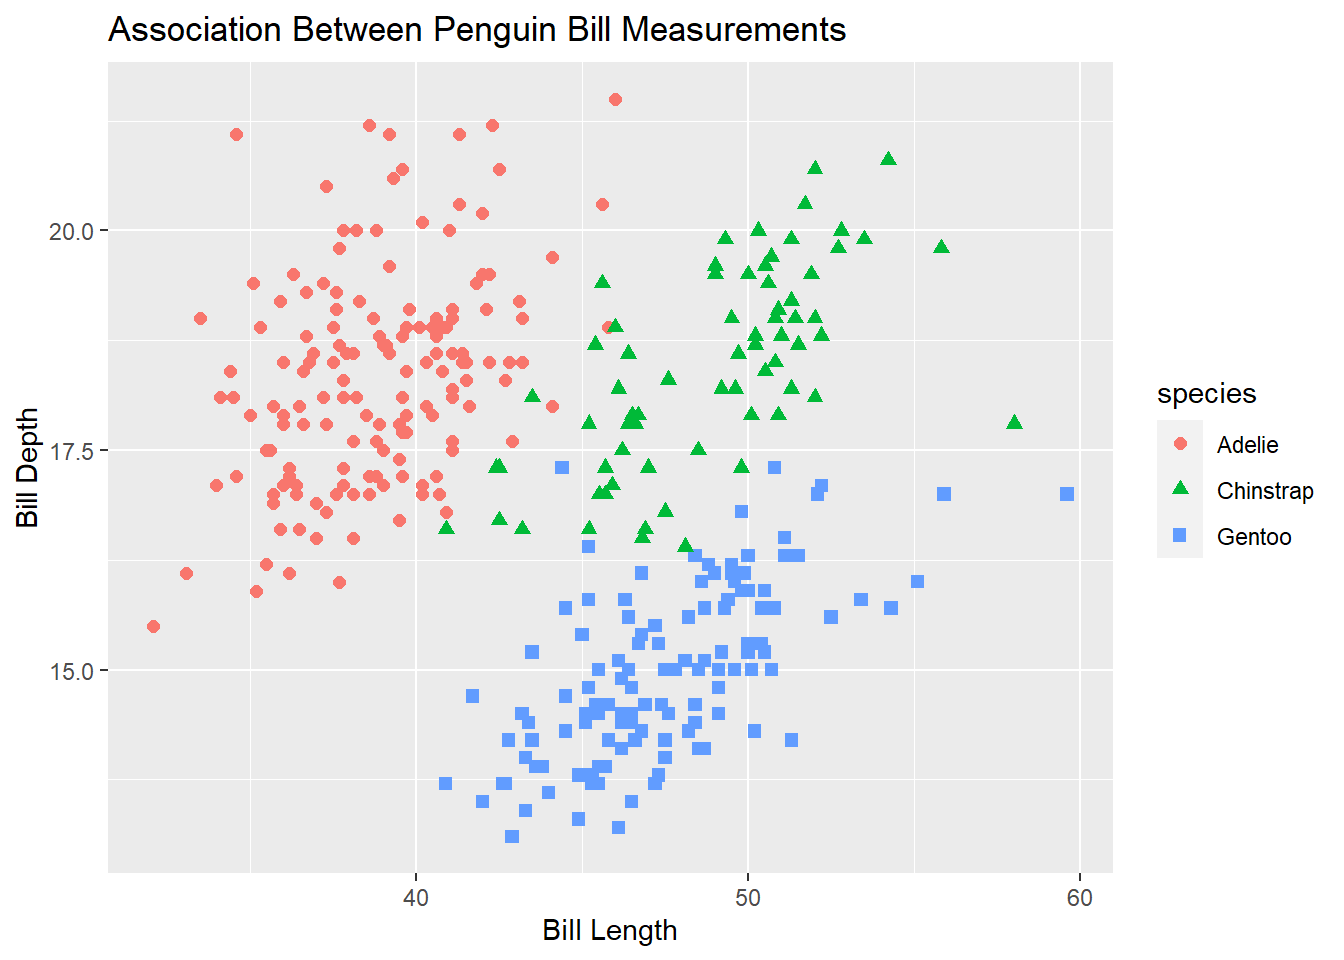 Association Between Penguin Bill Measurements
Bill Depth
20.0
17.5
15.0
40 50 60
Bill Length
species
Adelie
Chinstrap
Gentoo